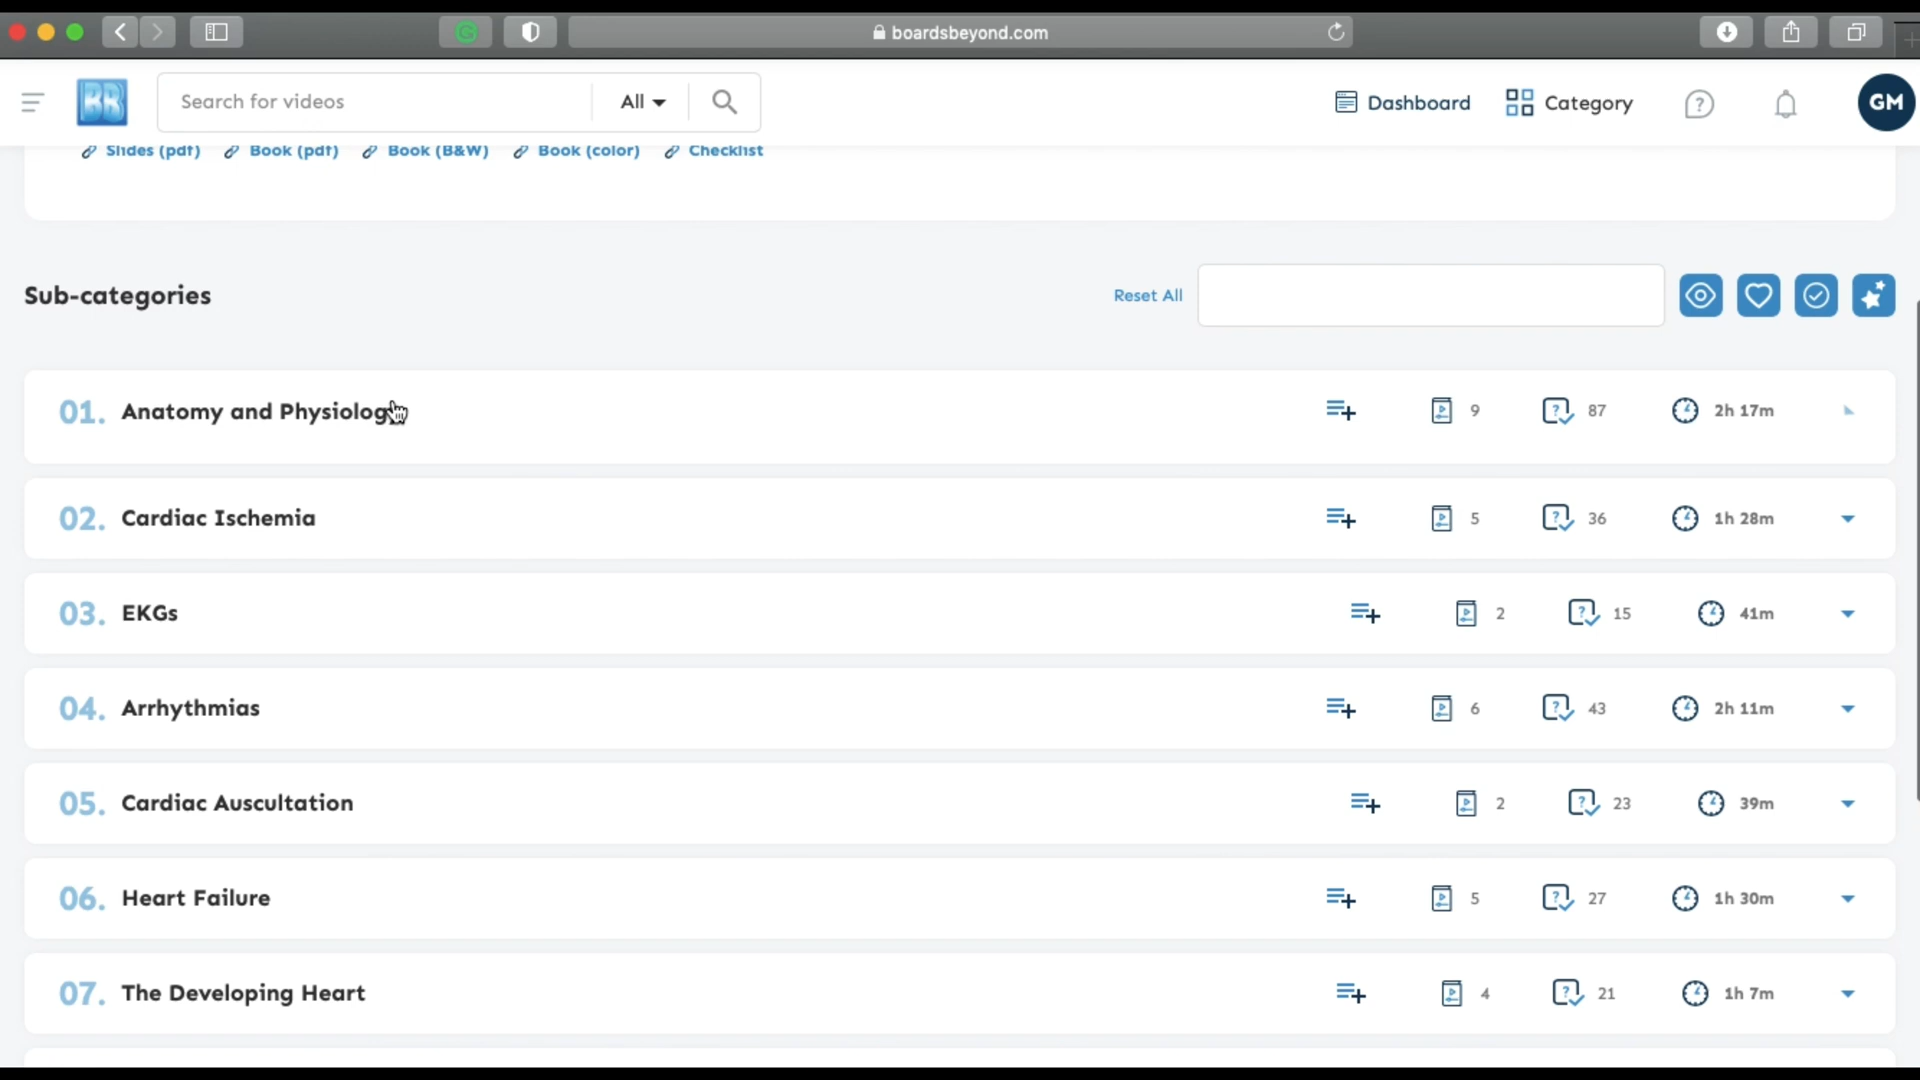 boardsbeyond.com
BB Search for videos All Dashboard Category ? GM
Slides (pdf) Book (pdf) Book (B&W) Book (color) Checklist
Sub-categories Reset All
01. Anatomy and Physiology 9 ? 87 2h 17m
02. Cardiac Ischemia 5 ? 36 1h 28m
03. EKGs 2 ? 15 41m
04. Arrhythmias 6 ? 43 2h 11m
05. Cardiac Auscultation 2 ? 23 39m
06. Heart Failure 5 ? 27 1h 30m
07. The Developing Heart 4 ? 21 1h 7m